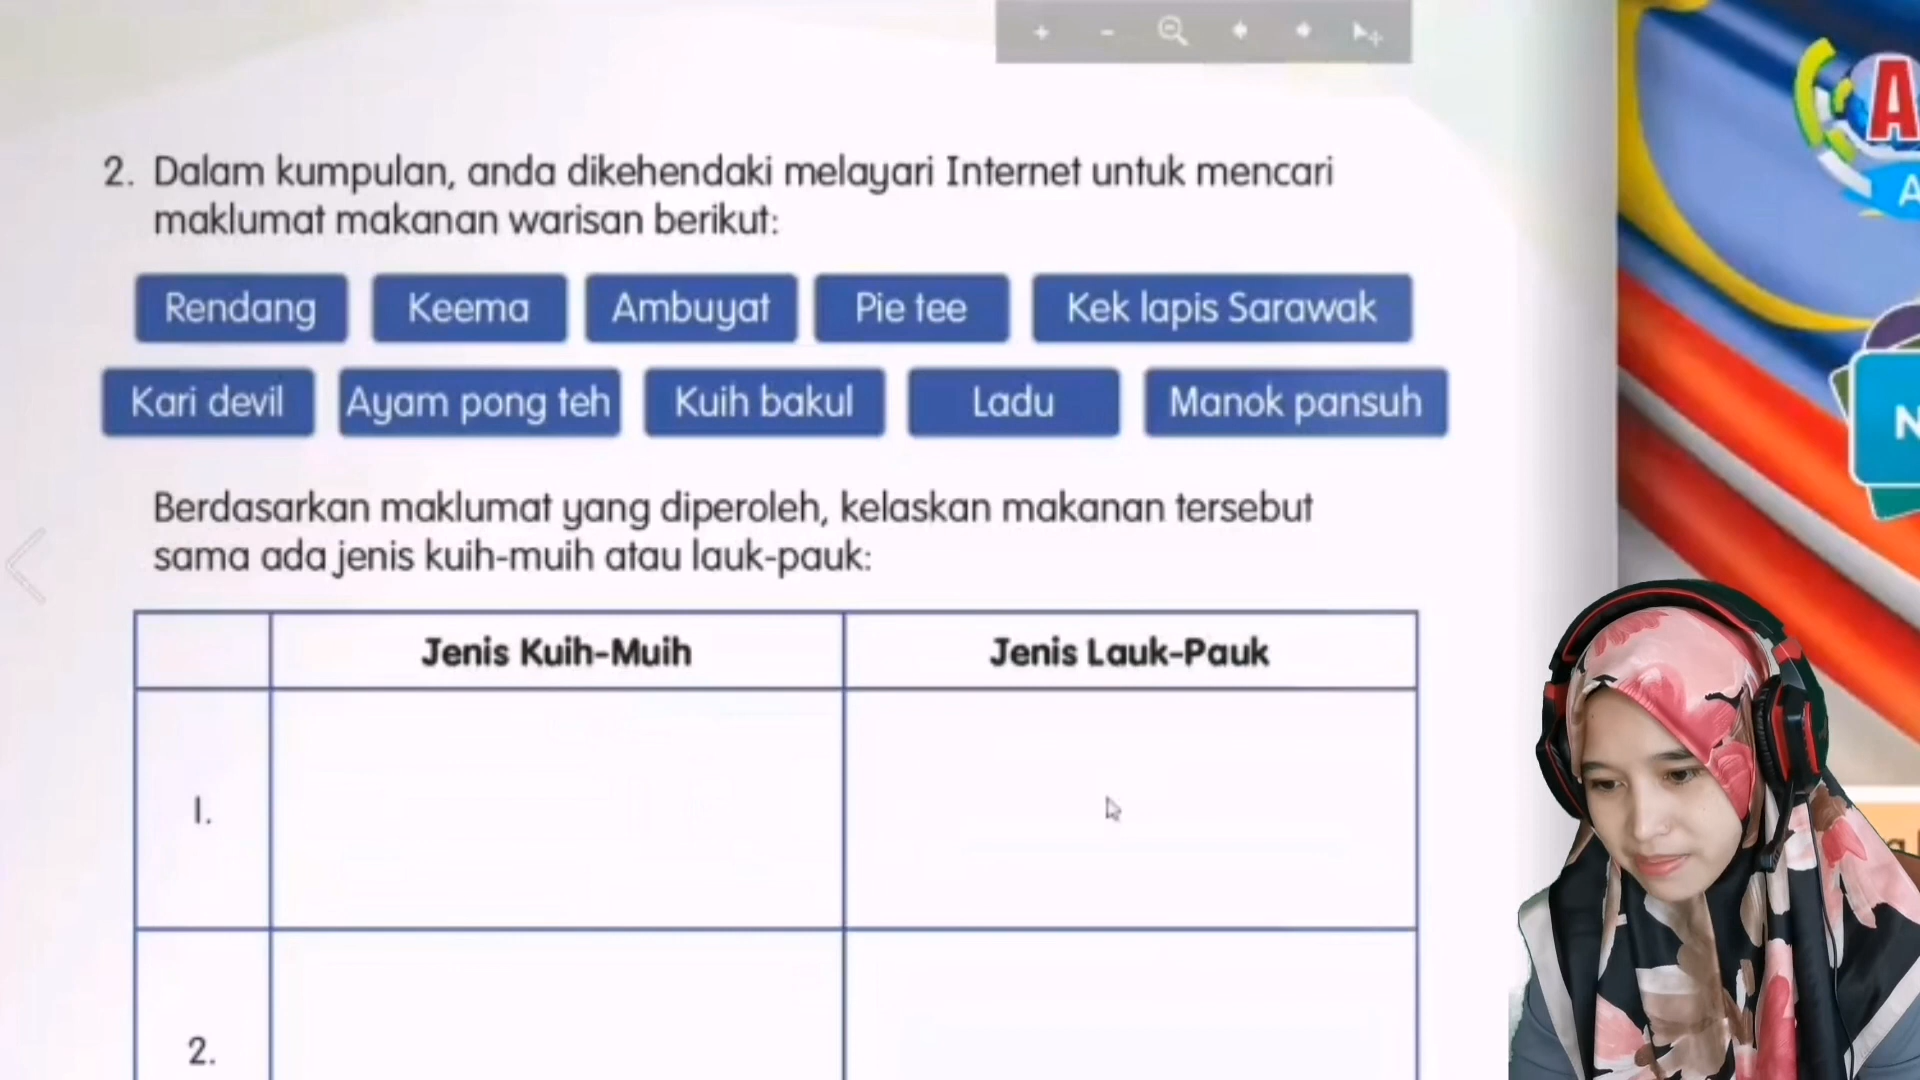 2. Dalam kumpulan, anda dikehendaki melayari Internet untuk mencari
maklumat makanan warisan berikut:
Rendang Keema Ambuyat Pie tee Kek lapis Sarawak
Kari devil Ayam pong teh Kuih bakul Ladu Manok pansuh
Berdasarkan maklumat yang diperoleh, kelaskan makanan tersebut
sama ada jenis kuih-muih atau lauk-pauk:
Jenis Kuih-Muih Jenis Lauk-Pauk
1.
2.
A
A
N